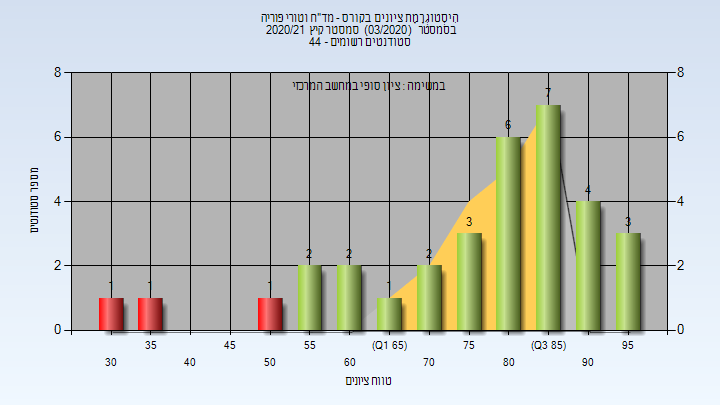 היסטוגרמת ציונים בקורס - מד"ח וטורי פוריה
בסמסטר (03/2020) סמסטר קיץ 2020/21
סטודנטים רשומים - 44
במשימה : ציון סופי במחשב המרכזי
8 8
6 6
4 4
2 2
0 0
1 1 1 2 2 1 2 3 6 7 4 3
מספר סטודנטים
35 45 55 (Q1 65) 75 (Q3 85) 95
30 40 50 60 70 80 90
טווח ציונים